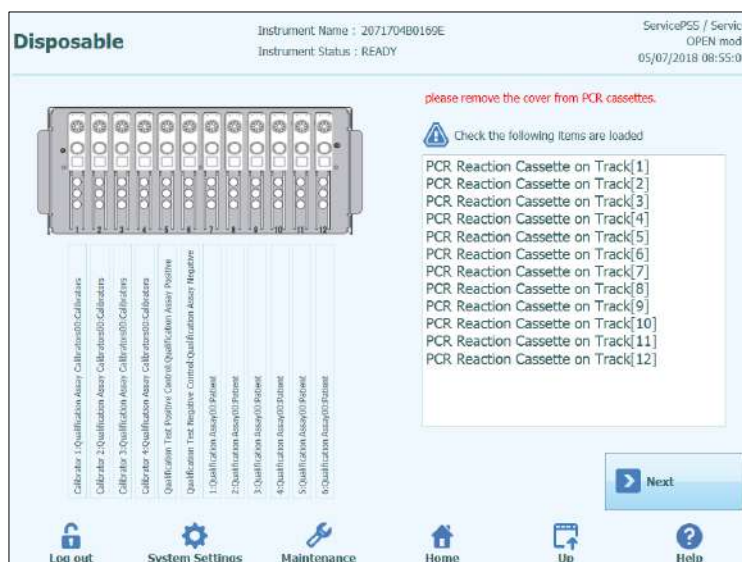 Disposable
Instrument Name : 2071704B0169E
Instrument Status : READY
ServicePSS / Servic
OPEN mod
05/07/2018 08:55:0
please remove the cover from PCR cassettes.
Check the following items are loaded
PCR Reaction Cassette on Track[1]
PCR Reaction Cassette on Track[2]
PCR Reaction Cassette on Track[3]
PCR Reaction Cassette on Track[4]
PCR Reaction Cassette on Track[5]
PCR Reaction Cassette on Track[6]
PCR Reaction Cassette on Track[7]
PCR Reaction Cassette on Track[8]
PCR Reaction Cassette on Track[9]
PCR Reaction Cassette on Track[10]
PCR Reaction Cassette on Track[11]
PCR Reaction Cassette on Track[12]
1 2 3 4 5 6 7 8 9 10 11 12
Calibrator 1:Qualification Assay Calibrators00:Calibrators
Calibrator 2:Qualification Assay Calibrators00:Calibrators
Calibrator 3:Qualification Assay Calibrators00:Calibrators
Calibrator 4:Qualification Assay Calibrators00:Calibrators
Qualification Test Positive Control:Qualification Assay Positive
Qualification Test Negative Control:Qualification Assay Negative
1:Qualification Assay00:Patient
2:Qualification Assay00:Patient
3:Qualification Assay00:Patient
4:Qualification Assay00:Patient
5:Qualification Assay00:Patient
6:Qualification Assay00:Patient
Next
Log out
System Settings
Maintenance
Home
Up
Help